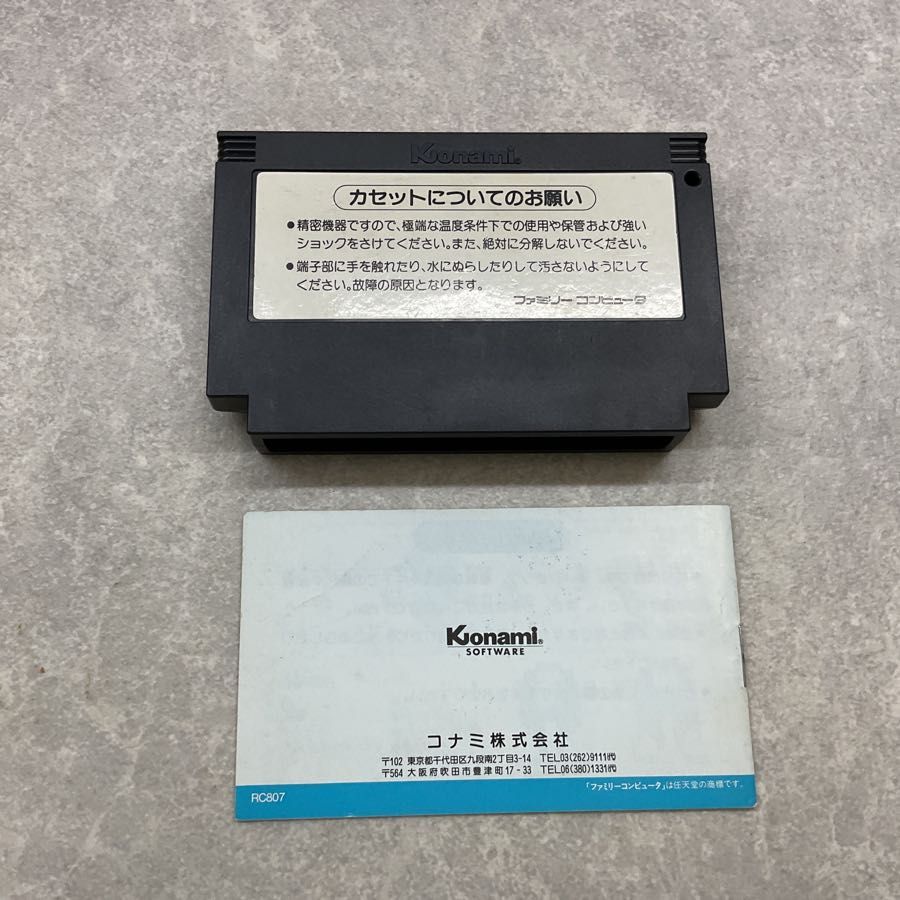 Konami®
カセットについてのお願い
●精密機器ですので、極端な温度条件下での使用や保管および強い
ショックをさけてください。また、絶対に分解しないでください。
●端子部に手を触れたり、水にぬらしたりして汚さないようにして
ください。故障の原因となります。
ファミリーコンピュータ
Konami®
SOFTWARE
コナミ株式会社
〒102 東京都千代田区九段南2丁目3-14 TEL03(262)9111㈹
〒564 大阪府吹田市豊津町17-33 TEL06(380)1331㈹
RC807
「ファミリーコンピュータ」は任天堂の商標です。